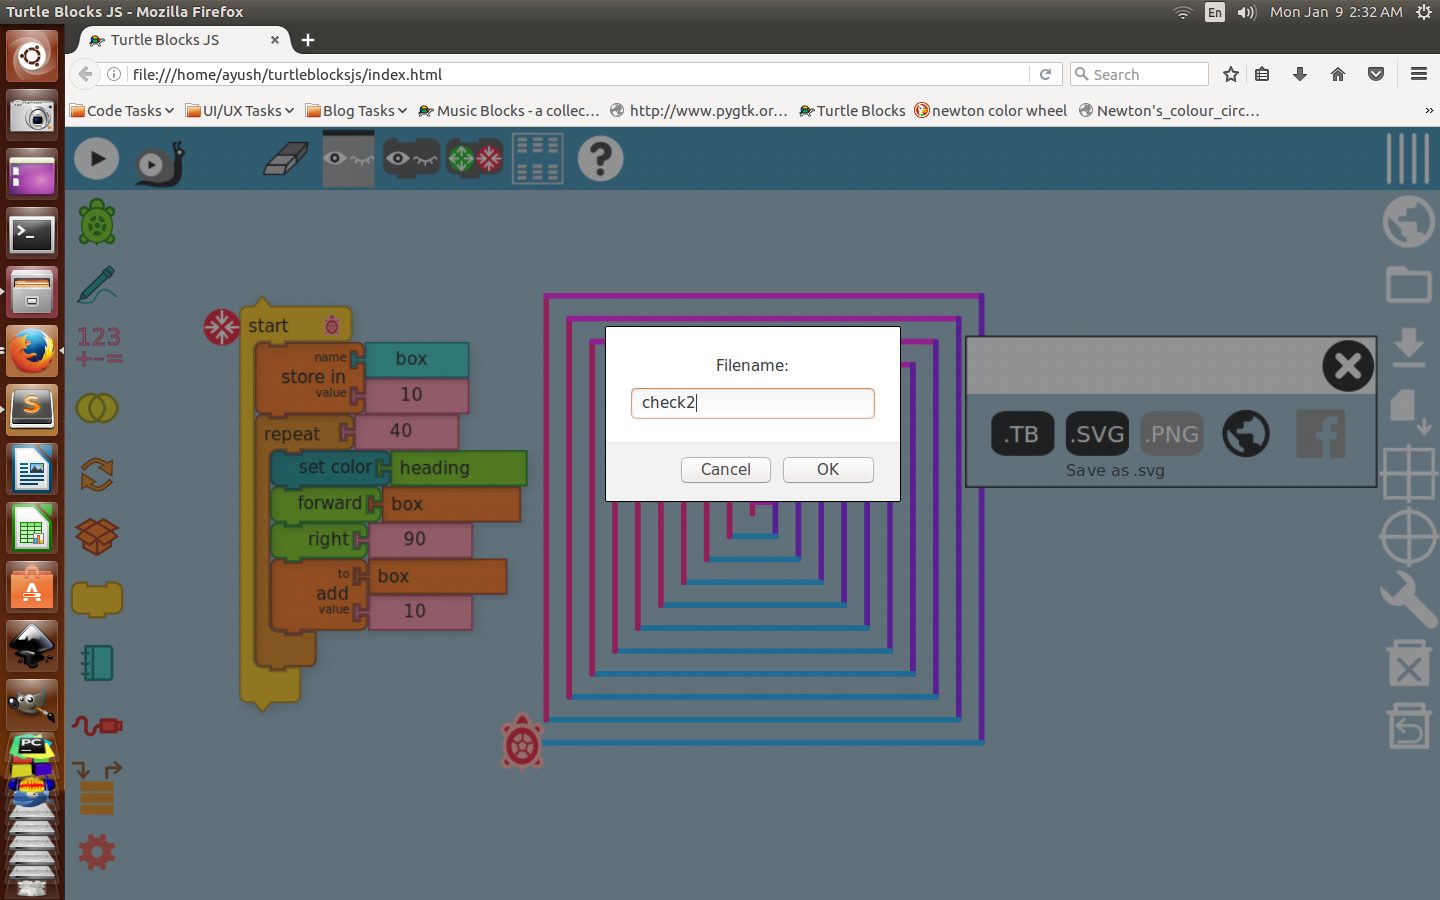 Turtle Blocks JS - Mozilla Firefox
En
Mon Jan 9 2:32 AM
Turtle Blocks JS
file:///home/ayush/turtleblocksjs/index.html
Search
Code Tasks
UI/UX Tasks
Blog Tasks
Music Blocks - a collec...
http://www.pygtk.or...
Turtle Blocks
newton color wheel
Newton's_colour_circ...
»
?
123
+-÷=
start
name
store in
value
box
10
repeat
40
set color
heading
forward
box
right
90
to
add
value
box
10
Filename:
check2
Cancel
OK
.TB
.SVG
.PNG
Save as .svg
S
PC